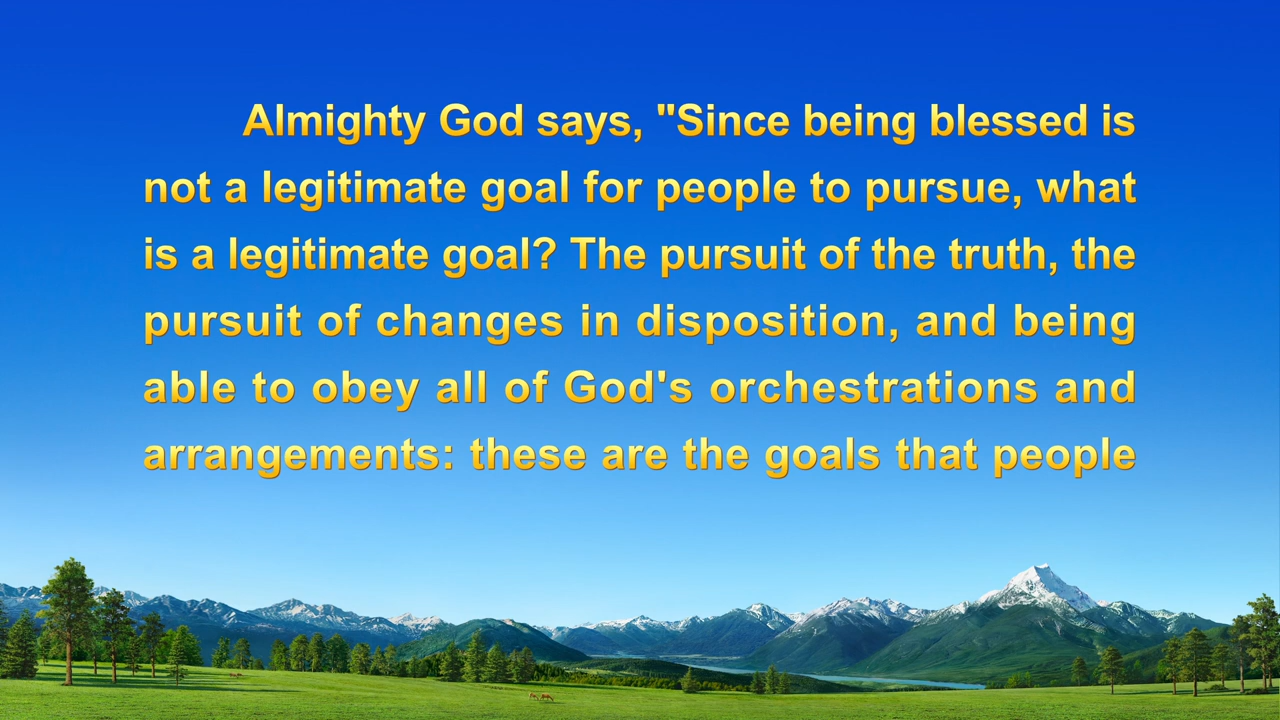 Almighty God says, "Since being blessed is
not a legitimate goal for people to pursue, what
is a legitimate goal? The pursuit of the truth, the
pursuit of changes in disposition, and being
able to obey all of God's orchestrations and
arrangements: these are the goals that people